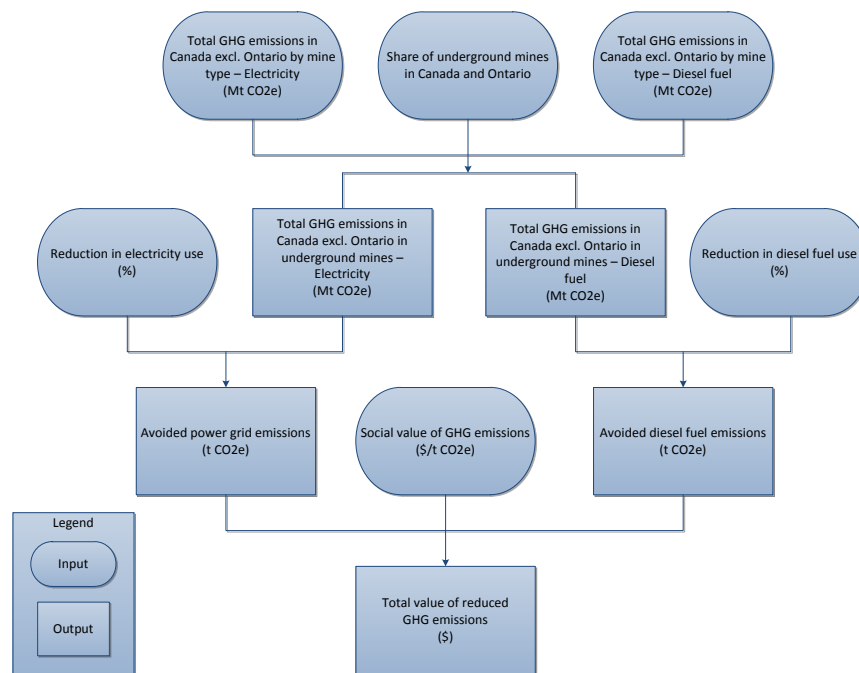 Total GHG emissions in
Canada excl. Ontario by mine
type – Electricity
(Mt CO2e)
Share of underground mines
in Canada and Ontario
Total GHG emissions in
Canada excl. Ontario by mine
type – Diesel fuel
(Mt CO2e)
Reduction in electricity use
(%)
Total GHG emissions in
Canada excl. Ontario in
underground mines –
Electricity
(Mt CO2e)
Total GHG emissions in
Canada excl. Ontario in
underground mines – Diesel
fuel
(Mt CO2e)
Reduction in diesel fuel use
(%)
Avoided power grid emissions
(t CO2e)
Social value of GHG emissions
($/t CO2e)
Avoided diesel fuel emissions
(t CO2e)
Legend
Input
Output
Total value of reduced
GHG emissions
($)